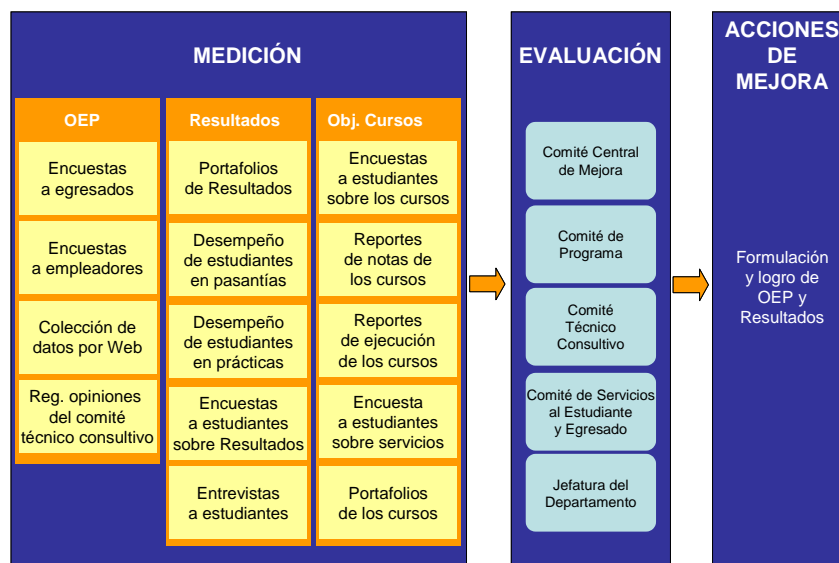 MEDICIÓN
OEP
Encuestas
a egresados
Encuestas
a empleadores
Colección de
datos por Web
Reg. opiniones
del comité
técnico consultivo
Resultados
Portafolios
de Resultados
Desempeño
de estudiantes
en pasantías
Desempeño
de estudiantes
en prácticas
Encuestas
a estudiantes
sobre Resultados
Entrevistas
a estudiantes
Obj. Cursos
Encuestas
a estudiantes
sobre los cursos
Reportes
de notas de
los cursos
Reportes
de ejecución
de los cursos
Encuesta
a estudiantes
sobre servicios
Portafolios
de los cursos
EVALUACIÓN
Comité Central
de Mejora
Comité de
Programa
Comité
Técnico
Consultivo
Comité de Servicios
al Estudiante
y Egresado
Jefatura del
Departamento
ACCIONES
DE
MEJORA
Formulación
y logro de
OEP y
Resultados